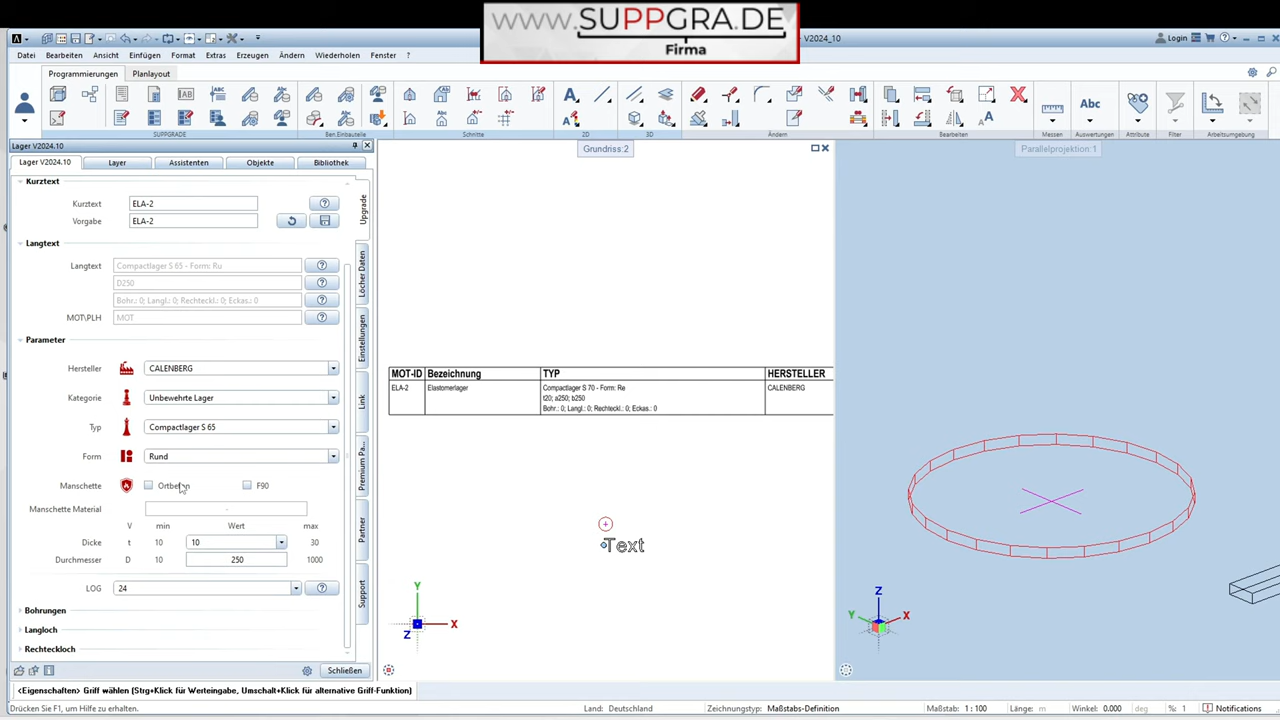 www.SUPPGRA.DE
Firma
V2024_10
Login
Datei Bearbeiten Ansicht Einfügen Format Extras Erzeugen Ändern Wiederholen Fenster ?
Programmierungen Planlayout
Abc
SUPPGRADE Ben.Einbauteile Schritte 2D 3D Ändern Bearbeiten Messen Auswertungen Attribute Filter Arbeitsumgebung
Lager V2024.10
Lager V2024.10 Layer Assistenten Objekte Bibliothek
Grundriss:2
Parallelprojektion:1
Kurztext
Kurztext ELA-2
Vorgabe ELA-2
Langtext
Langtext Compactlager S 65 - Form: Ru
D250
Bohr.: 0; Langl.: 0; Rechteckl.: 0; Eckas.: 0
MOT\PLH MOT
Parameter
Hersteller CALENBERG
Kategorie Unbewehrte Lager
Typ Compactlager S 65
Form Rund
Manschette Ortbeton F90
Manschette Material -
V min Wert max
Dicke t 10 10 30
Durchmesser D 10 250 1000
LOG 24
Bohrungen
Langloch
Rechteckloch
Schließen
Upgrade
Löcher Daten
Einstellungen
Link
Premium Pa...
Partner
Support
MOT-ID Bezeichnung TYP HERSTELLER
ELA-2 Elastomerlager Compactlager S 70 - Form: Re CALENBERG
t20; a250; b250
Bohr.: 0; Langl.: 0; Rechteckl.: 0; Eckas.: 0
Text
Y
X
Z
Z
Y
X
<Eigenschaften> Griff wählen (Strg+Klick für Werteingabe, Umschalt+Klick für alternative Griff-Funktion)
Drücken Sie F1, um Hilfe zu erhalten. Land: Deutschland Zeichnungstyp: Maßstabs-Definition Maßstab: 1 : 100 Länge: m Winkel: 0.000 deg %: 1 Notifications